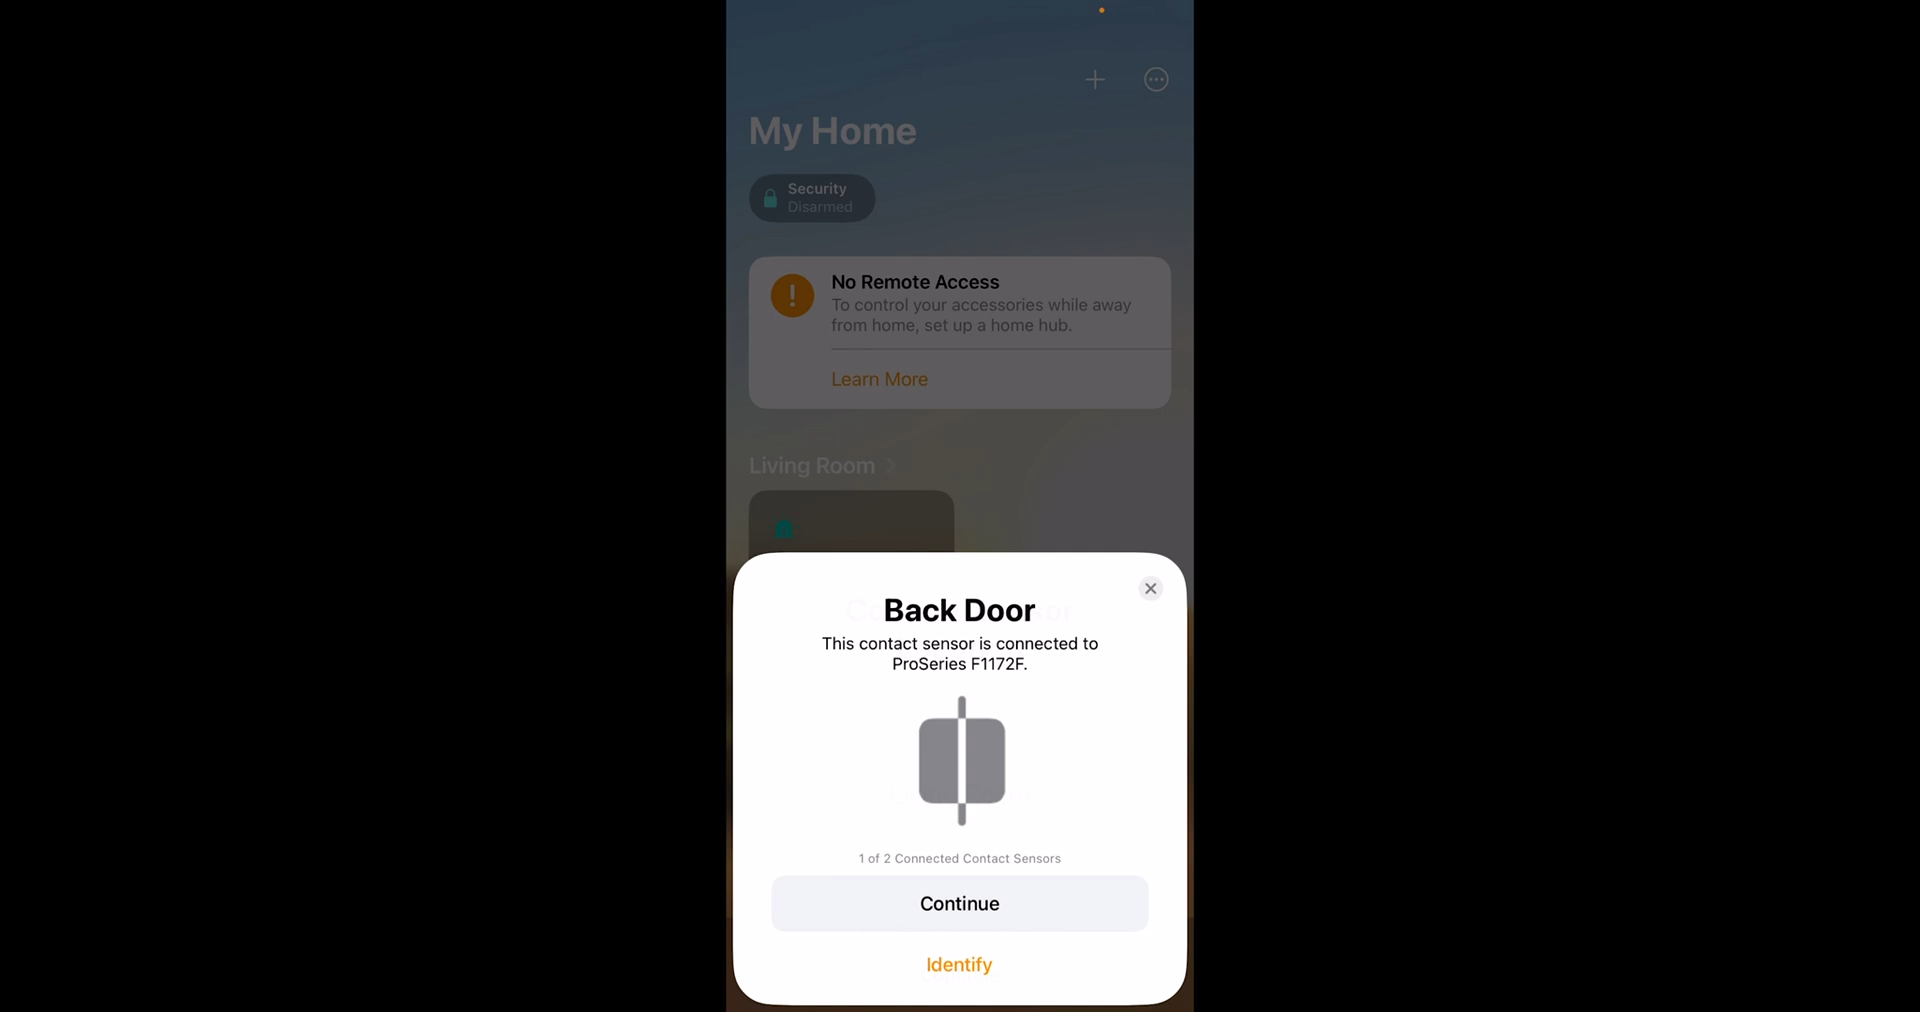 My Home
Security
Disarmed
No Remote Access
To control your accessories while away
from home, set up a home hub.
Learn More
Living Room
Back Door
This contact sensor is connected to
ProSeries F1172F.
1 of 2 Connected Contact Sensors
Continue
Identify